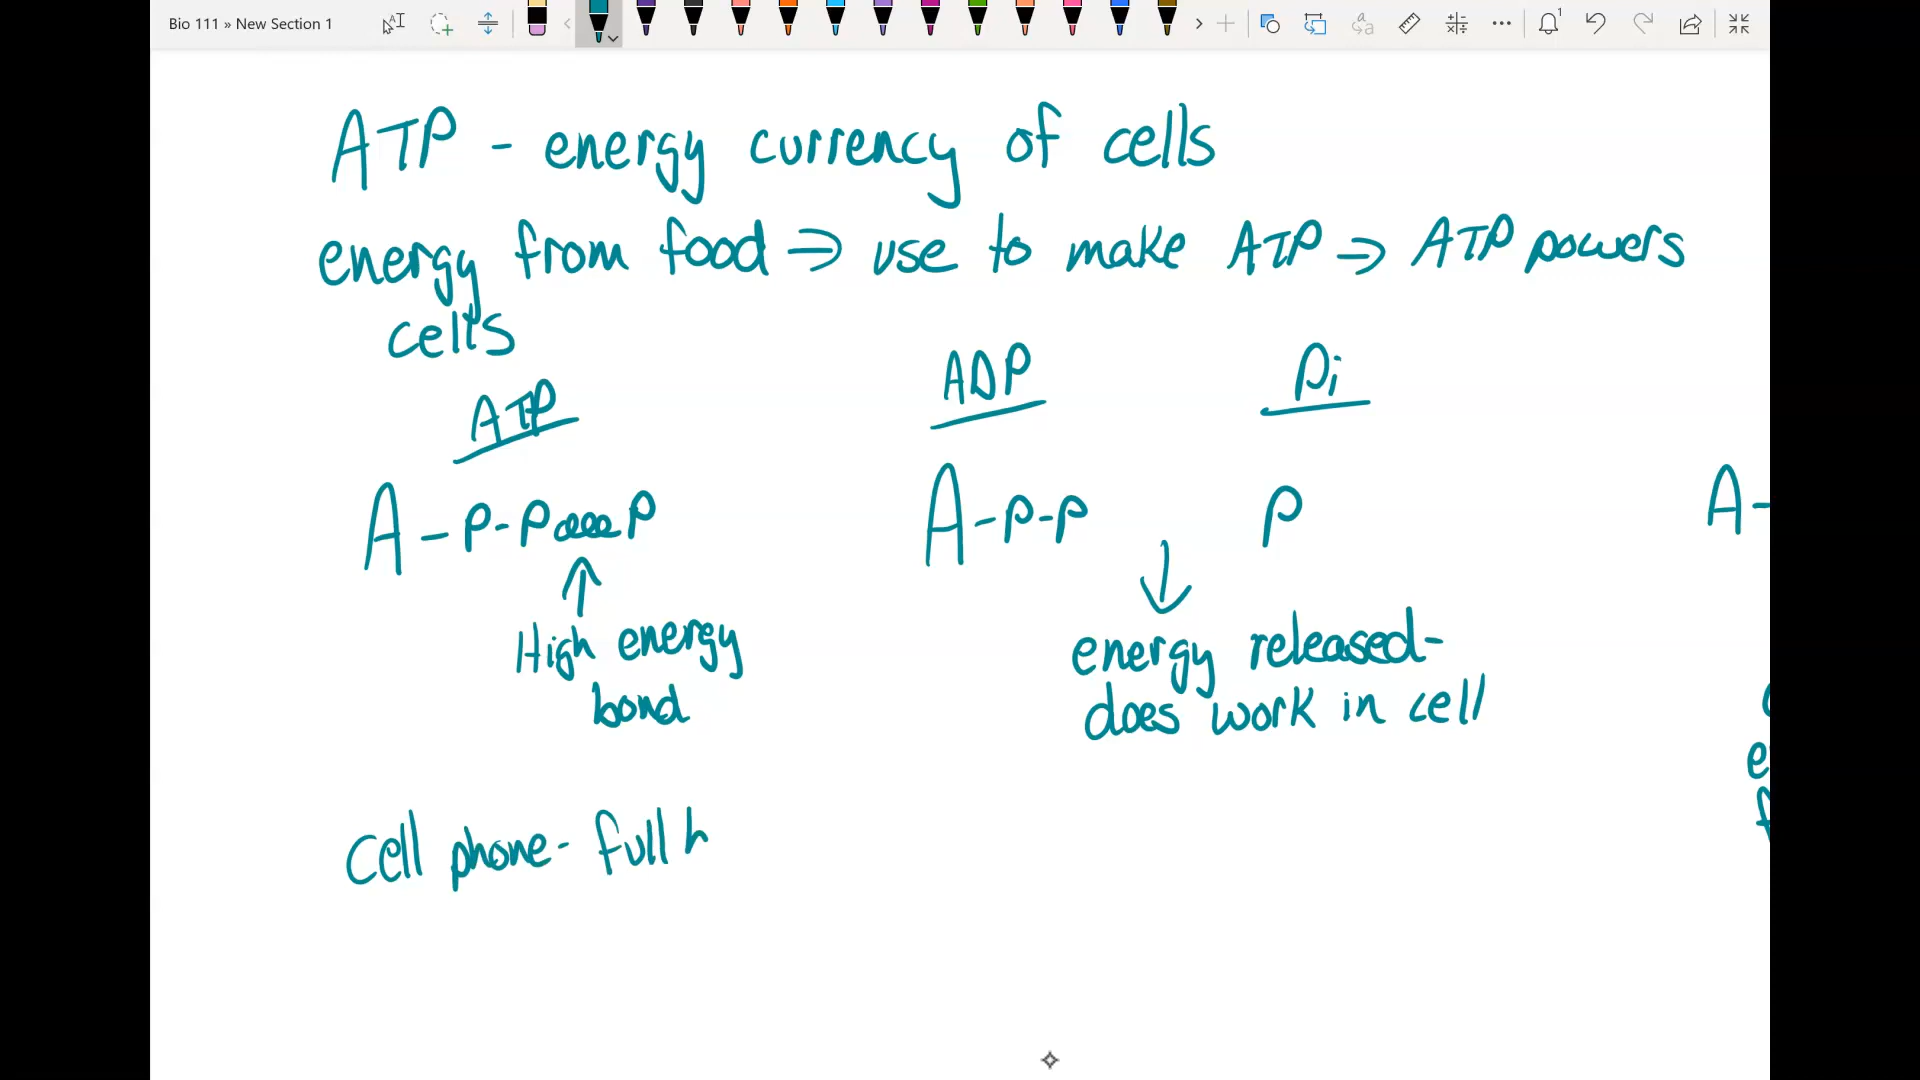 Bio 111 » New Section 1
ATP - energy currency of cells
energy from food → use to make ATP → ATP powers
cells
ATP ADP Pi
A-P-P P A-P-P P A-
High energy
bond
energy released-
does work in cell
Cell phone- full